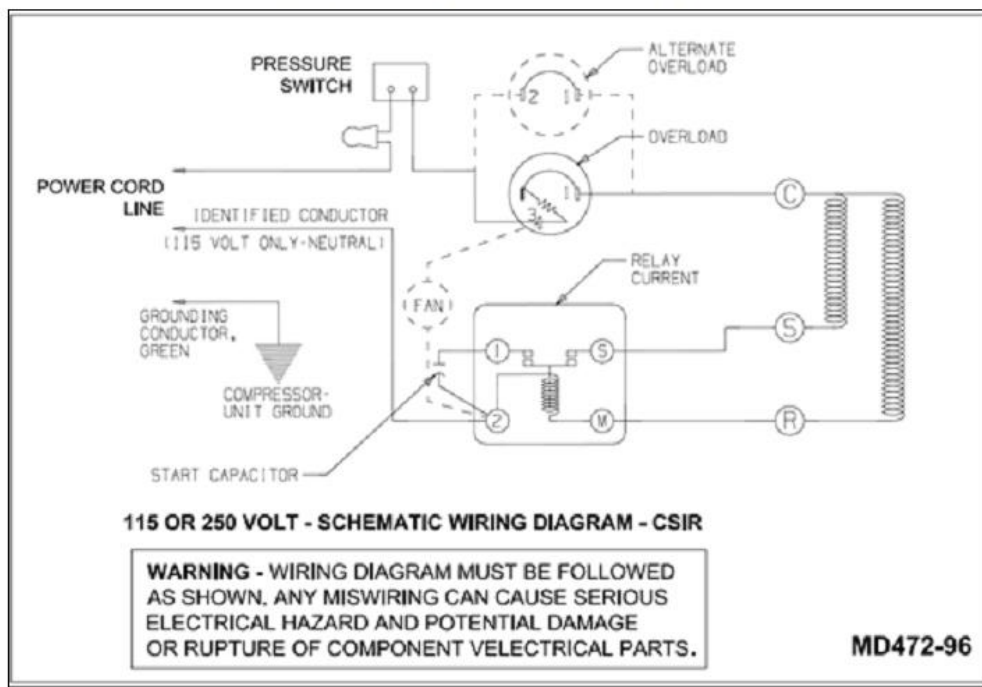 PRESSURE
SWITCH
ALTERNATE
OVERLOAD
2 1
OVERLOAD
1
3
C
POWER CORD
LINE
IDENTIFIED CONDUCTOR
(115 VOLT ONLY-NEUTRAL)
RELAY
CURRENT
FAN
GROUNDING
CONDUCTOR,
GREEN
1
S
S
COMPRESSOR-
UNIT GROUND
2
M
R
START CAPACITOR
115 OR 250 VOLT - SCHEMATIC WIRING DIAGRAM - CSIR
WARNING - WIRING DIAGRAM MUST BE FOLLOWED
AS SHOWN. ANY MISWIRING CAN CAUSE SERIOUS
ELECTRICAL HAZARD AND POTENTIAL DAMAGE
OR RUPTURE OF COMPONENT VELECTRICAL PARTS.
MD472-96